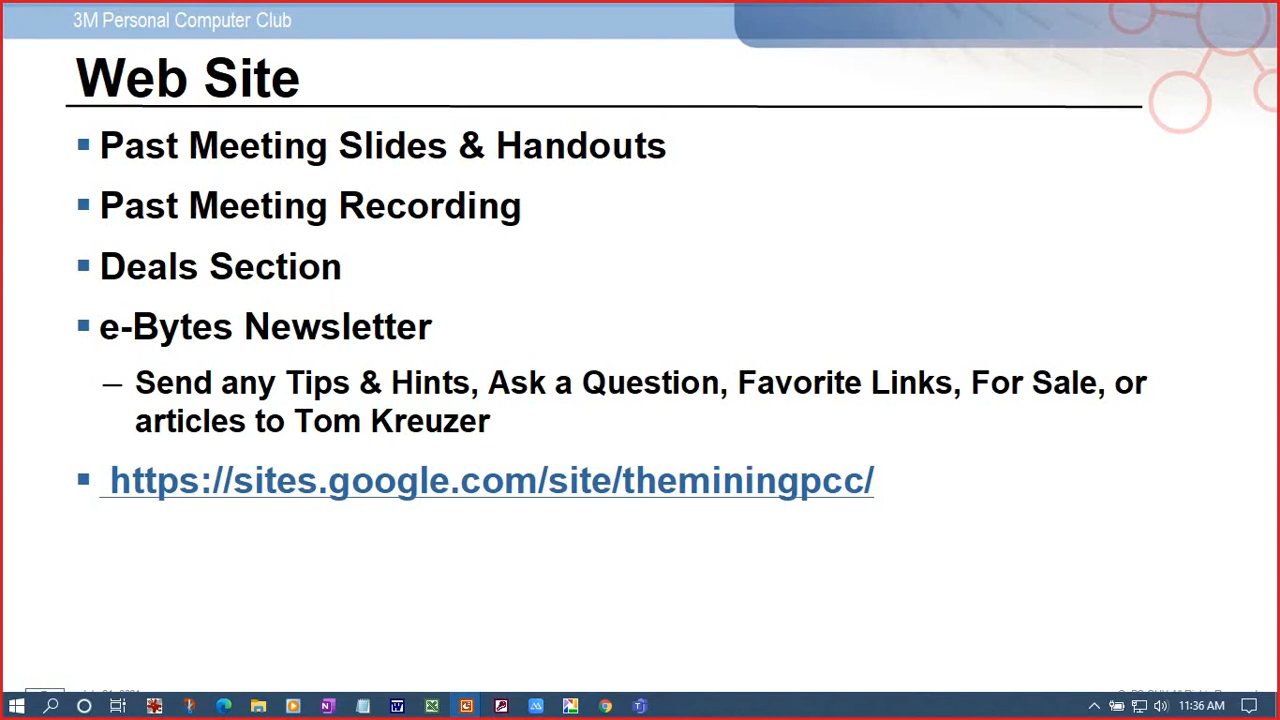 3M Personal Computer Club
Web Site
Past Meeting Slides & Handouts
Past Meeting Recording
Deals Section
e-Bytes Newsletter
– Send any Tips & Hints, Ask a Question, Favorite Links, For Sale, or
articles to Tom Kreuzer
https://sites.google.com/site/theminingpcc/
11:36 AM